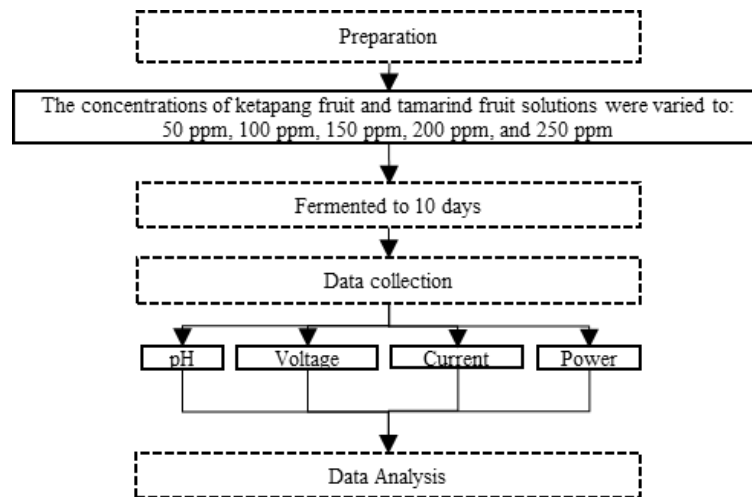 Preparation
The concentrations of ketapang fruit and tamarind fruit solutions were varied to:
50 ppm, 100 ppm, 150 ppm, 200 ppm, and 250 ppm
Fermented to 10 days
Data collection
pH Voltage Current Power
Data Analysis